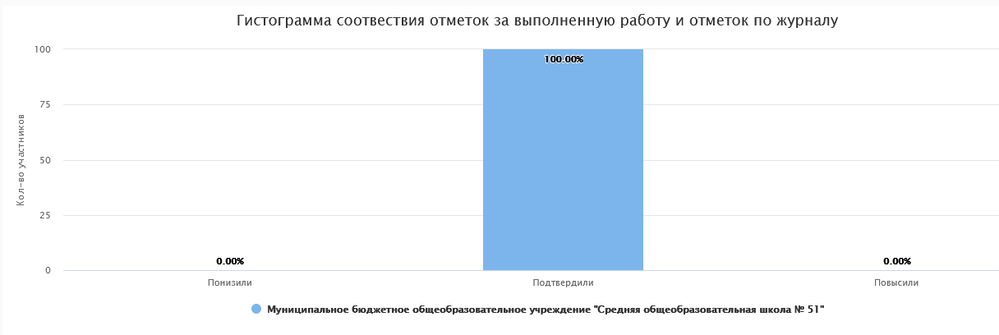 Гистограмма соотвествия отметок за выполненную работу и отметок по журналу
100
75
50
25
0
Кол-во участников
0.00%
100.00%
0.00%
Понизили
Подтвердили
Повысили
Муниципальное бюджетное общеобразовательное учреждение "Средняя общеобразовательная школа № 51"